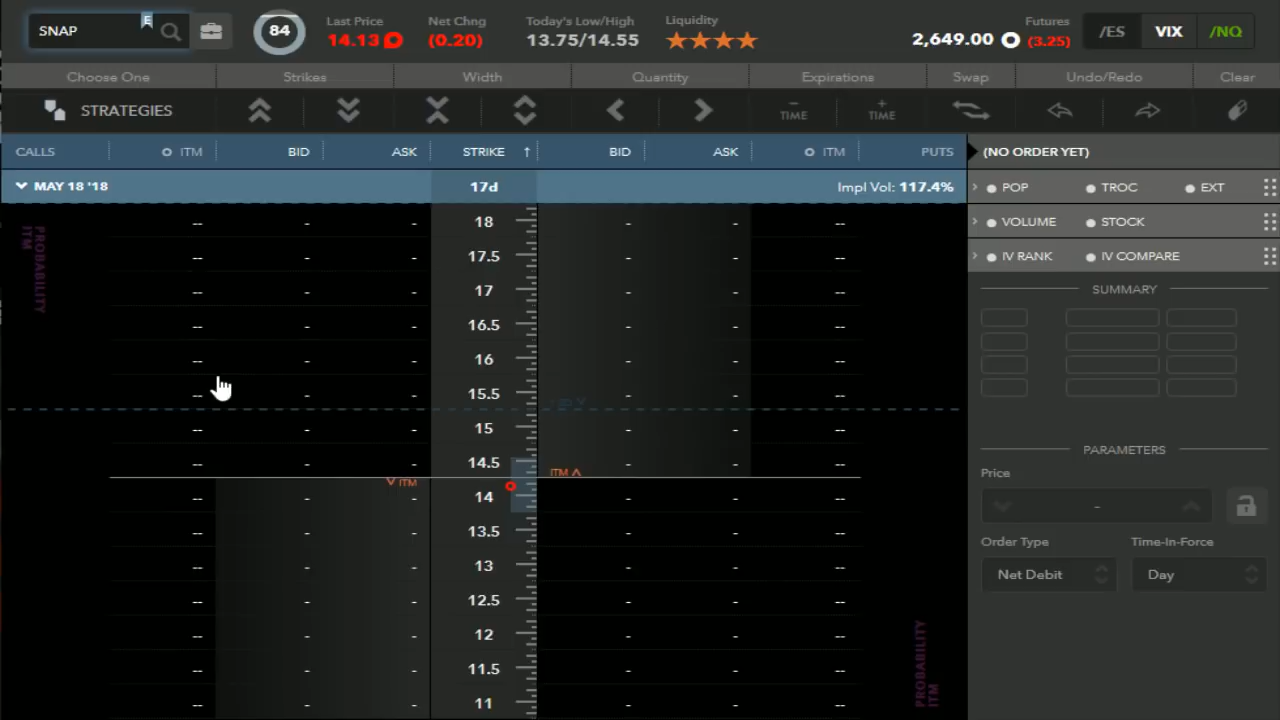 SNAP E 84 Last Price 14.13 Net Chng (0.20) Today's Low/High 13.75/14.55 Liquidity 2,649.00 Futures (3.25) /ES VIX /NQ
Choose One Strikes Width Quantity Expirations Swap Undo/Redo Clear
STRATEGIES − TIME + TIME
CALLS ITM BID ASK STRIKE ↑ BID ASK ITM PUTS (NO ORDER YET)
MAY 18 '18 17d Impl Vol: 117.4% POP TROC EXT
-- - - 18 - - -- VOLUME STOCK
PROBABILITY ITM
-- - - 17.5 - - -- IV RANK IV COMPARE
-- - - 17 - - -- SUMMARY
-- - - 16.5 - - --
-- - - 16 - - --
-- - - 15.5 - - --
-- - - 15 - - -- PARAMETERS
-- - - 14.5 - - -- Price
ITM ITM
-- - - 14 - - -- -
-- - - 13.5 - - -- Order Type Time-In-Force
-- - - 13 - - -- Net Debit Day
-- - - 12.5 - - --
-- - - 12 - - --
-- - - 11.5 - - --
-- - - 11 - - --
PROBABILITY ITM